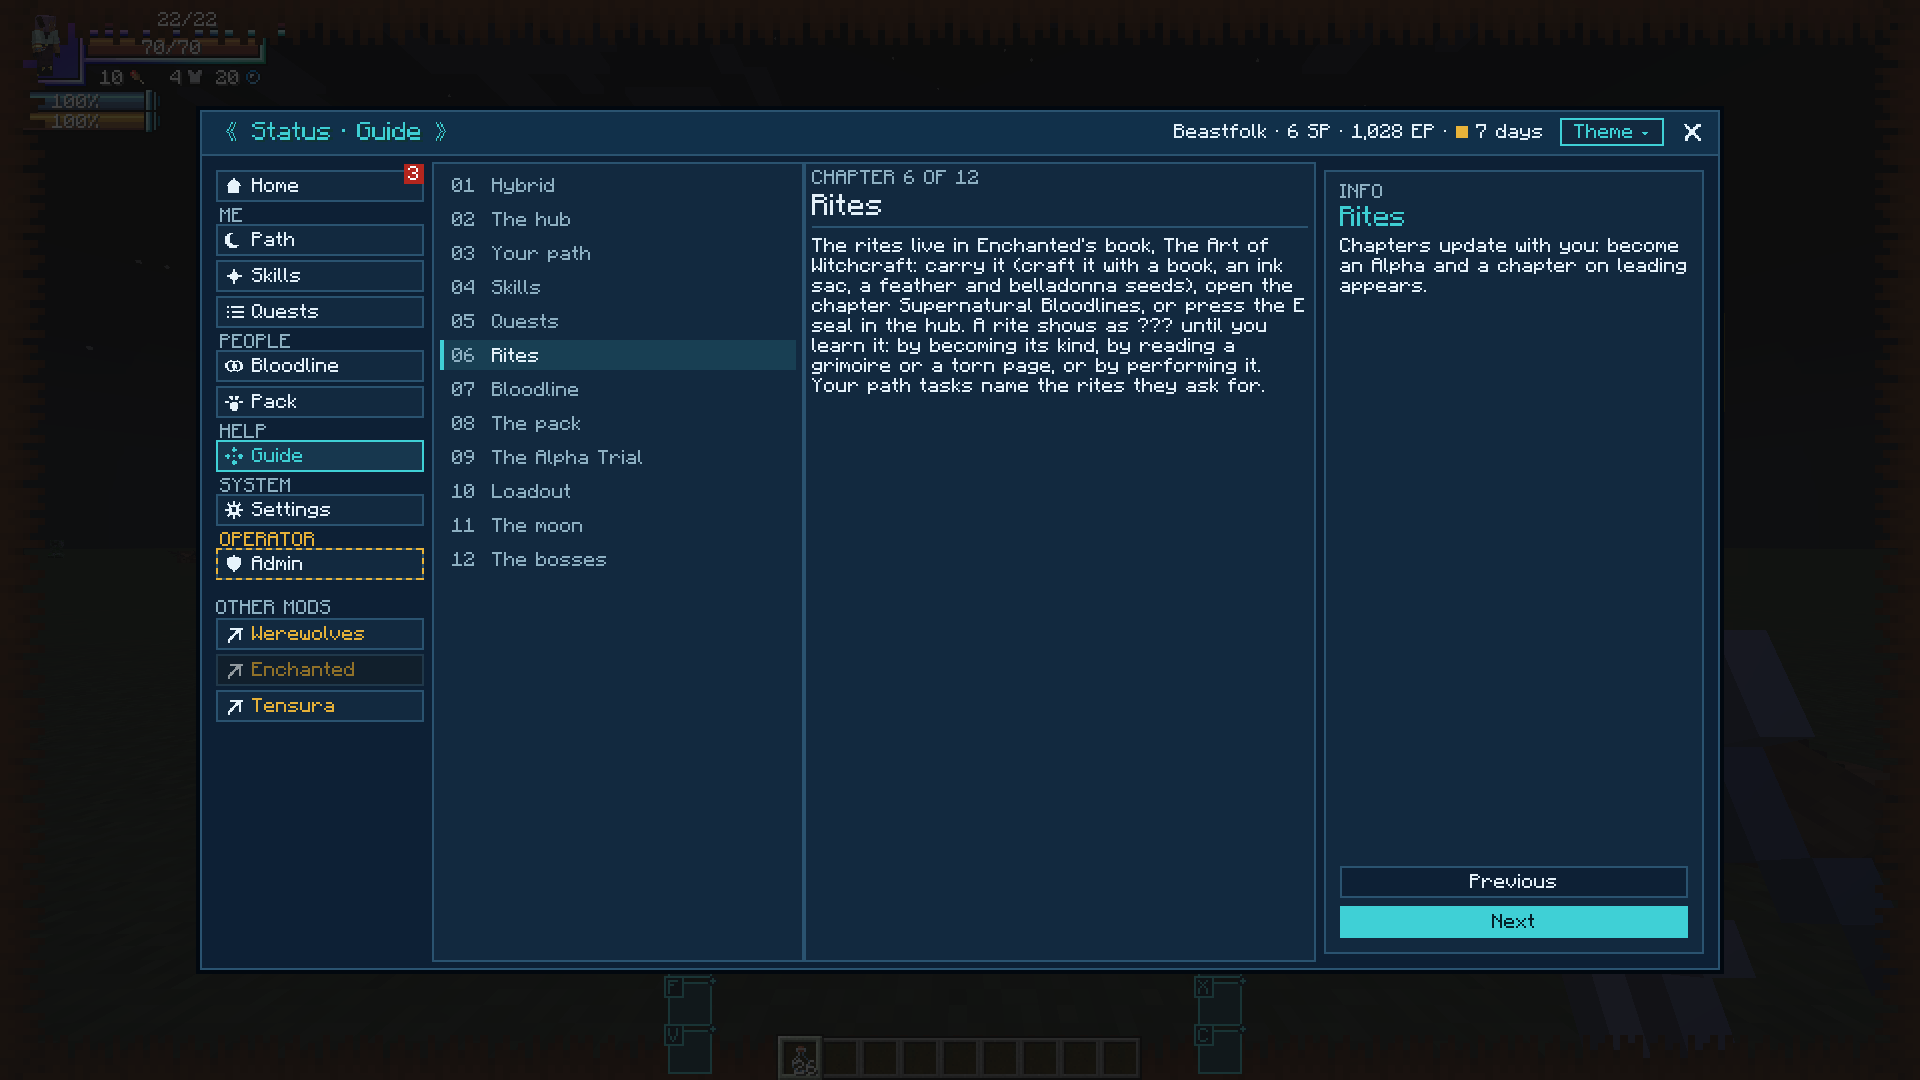 22/22
70/70
10 4 20
100%
100%
《 Status · Guide 》
Beastfolk · 6 SP · 1,028 EP · 7 days
Theme
X
Home
3
ME
Path
Skills
Quests
PEOPLE
Bloodline
Pack
HELP
Guide
SYSTEM
Settings
OPERATOR
Admin
OTHER MODS
Werewolves
Enchanted
Tensura
01 Hybrid
02 The hub
03 Your path
04 Skills
05 Quests
06 Rites
07 Bloodline
08 The pack
09 The Alpha Trial
10 Loadout
11 The moon
12 The bosses
CHAPTER 6 OF 12
Rites
The rites live in Enchanted's book, The Art of
Witchcraft: carry it (craft it with a book, an ink
sac, a feather and belladonna seeds), open the
chapter Supernatural Bloodlines, or press the E
seal in the hub. A rite shows as ??? until you
learn it: by becoming its kind, by reading a
grimoire or a torn page, or by performing it.
Your path tasks name the rites they ask for.
INFO
Rites
Chapters update with you: become
an Alpha and a chapter on leading
appears.
Previous
Next
F
V
X
C
26